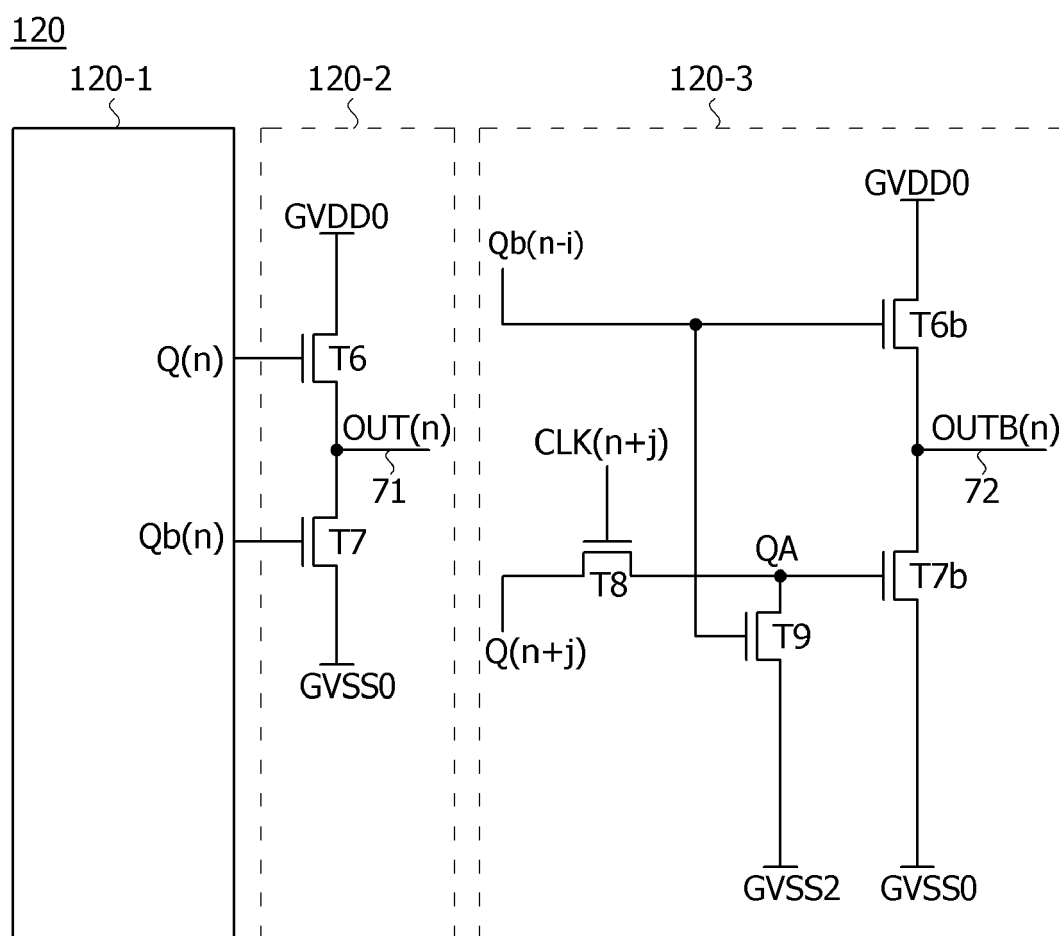 120
120-1
120-2
120-3
GVDD0
GVDD0
Qb(n-i)
T6b
Q(n)
T6
OUT(n)
71
CLK(n+j)
OUTB(n)
72
Qb(n)
T7
QA
T8
T7b
Q(n+j)
T9
GVSS0
GVSS2
GVSS0